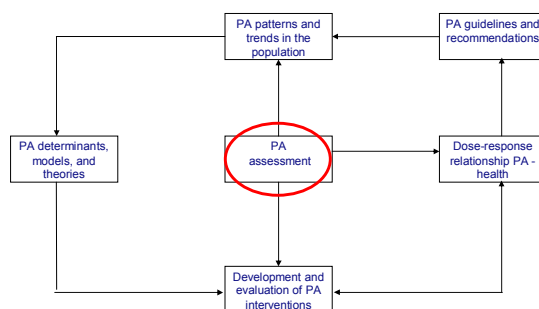 PA patterns and
trends in the
population
PA guidelines and
recommendations
PA determinants,
models, and
theories
PA
assessment
Dose-response
relationship PA -
health
Development and
evaluation of PA
interventions